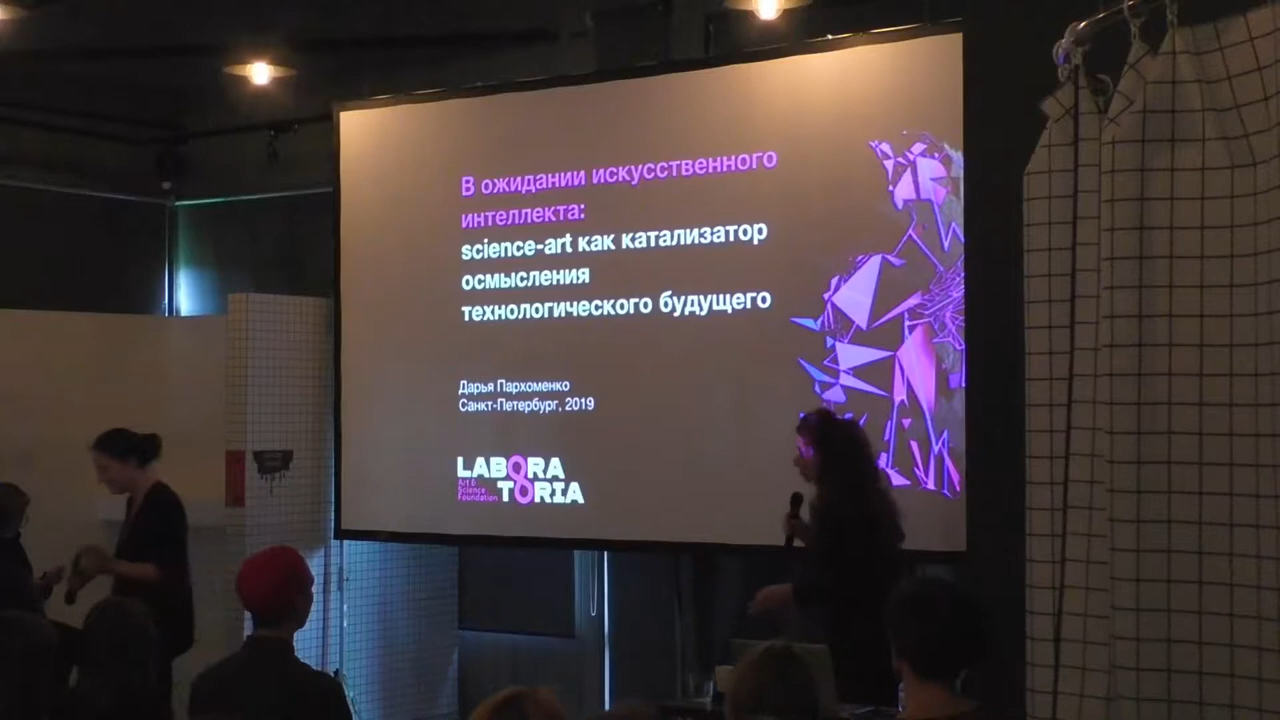 В ожидании искусственного
интеллекта:
science-art как катализатор
осмысления
технологического будущего
Дарья Пархоменко
Санкт-Петербург, 2019
LABORA
Art &
Science
Foundation
TORIA